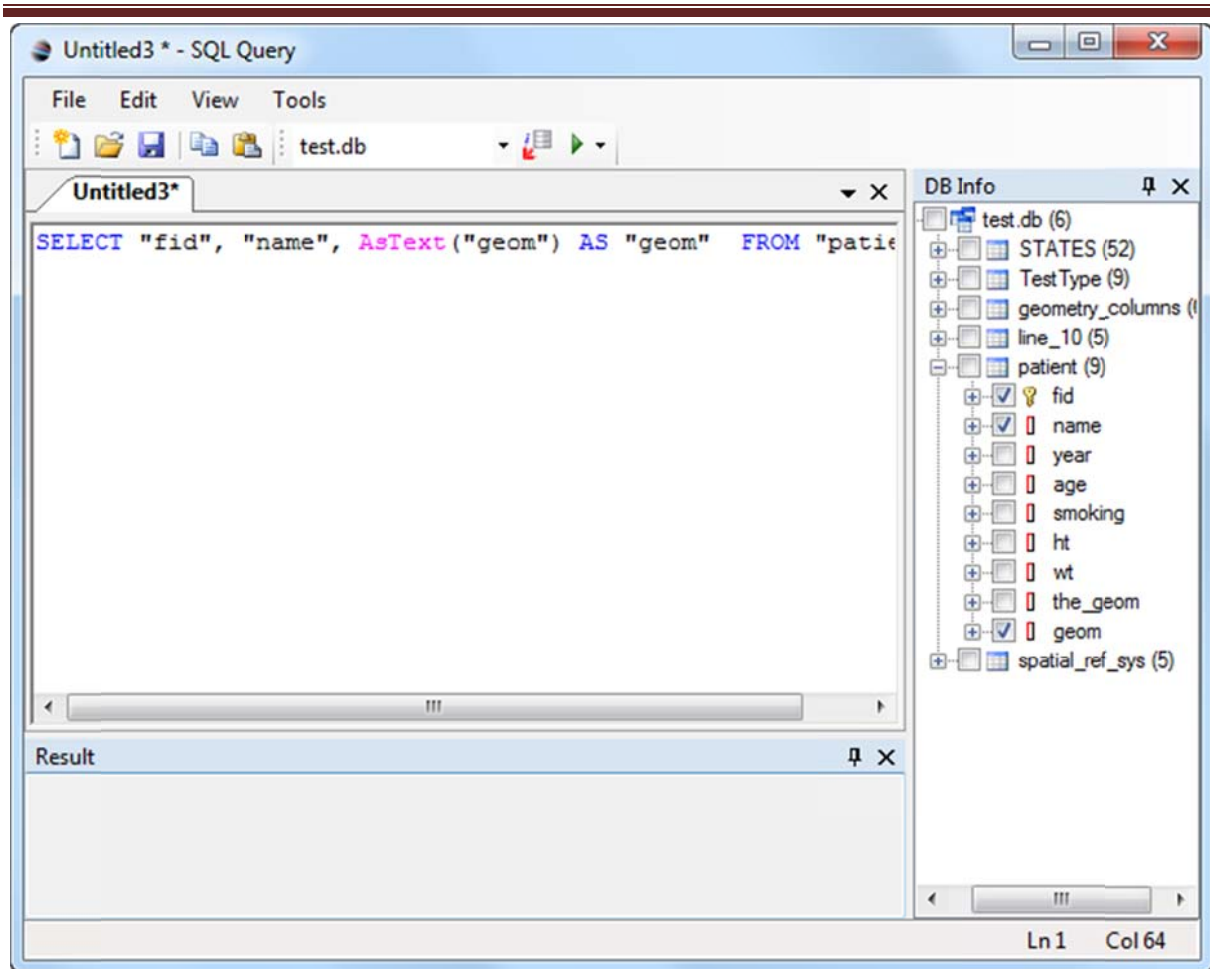 Untitled3 * - SQL Query
File Edit View Tools
test.db
Untitled3*
SELECT "fid", "name", AsText("geom") AS "geom" FROM "patie
DB Info
test.db (6)
STATES (52)
TestType (9)
geometry_columns (
line_10 (5)
patient (9)
fid
name
year
age
smoking
ht
wt
the_geom
geom
spatial_ref_sys (5)
Result
Ln 1 Col 64